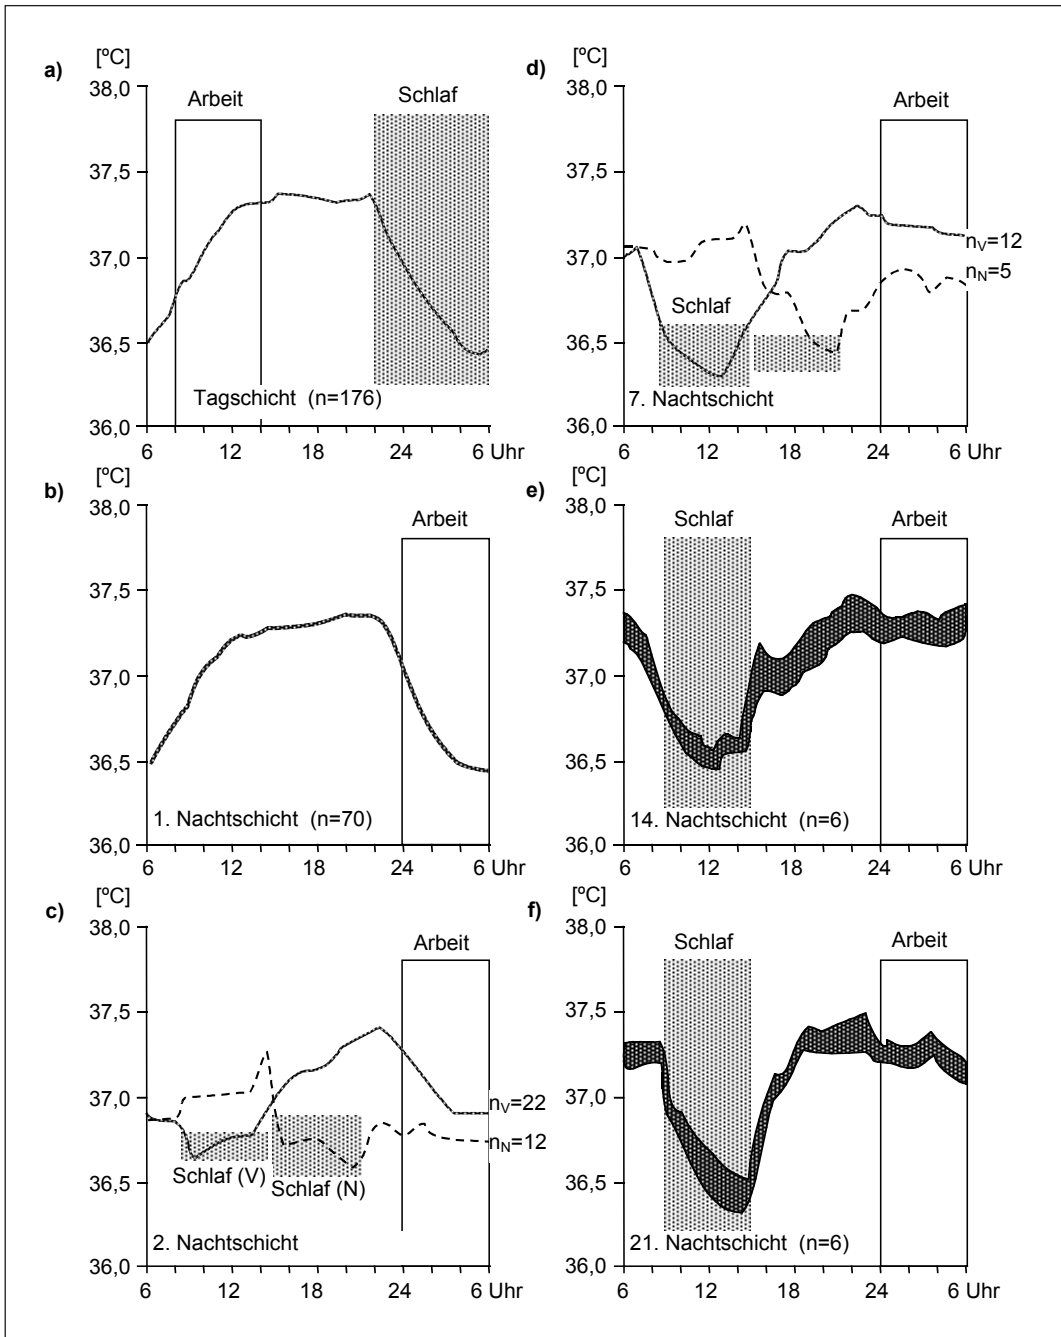 a)
[ºC]
38,0
37,5
37,0
36,5
36,0
Arbeit
Schlaf
Tagschicht (n=176)
6 12 18 24 6 Uhr
b)
[ºC]
38,0
37,5
37,0
36,5
36,0
Arbeit
1. Nachtschicht (n=70)
6 12 18 24 6 Uhr
c)
[ºC]
38,0
37,5
37,0
36,5
36,0
Arbeit
nV=22
nN=12
Schlaf (V)
Schlaf (N)
2. Nachtschicht
6 12 18 24 6 Uhr
d)
[ºC]
38,0
37,5
37,0
36,5
36,0
Arbeit
nV=12
nN=5
Schlaf
7. Nachtschicht
6 12 18 24 6 Uhr
e)
[ºC]
38,0
37,5
37,0
36,5
36,0
Schlaf
Arbeit
14. Nachtschicht (n=6)
6 12 18 24 6 Uhr
f)
[ºC]
38,0
37,5
37,0
36,5
36,0
Schlaf
Arbeit
21. Nachtschicht (n=6)
6 12 18 24 6 Uhr